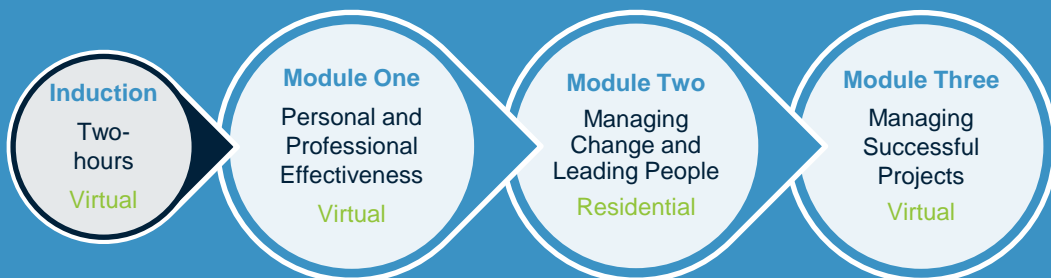 Induction
Two-
hours
Virtual
Module One
Personal and
Professional
Effectiveness
Virtual
Module Two
Managing
Change and
Leading People
Residential
Module Three
Managing
Successful
Projects
Virtual